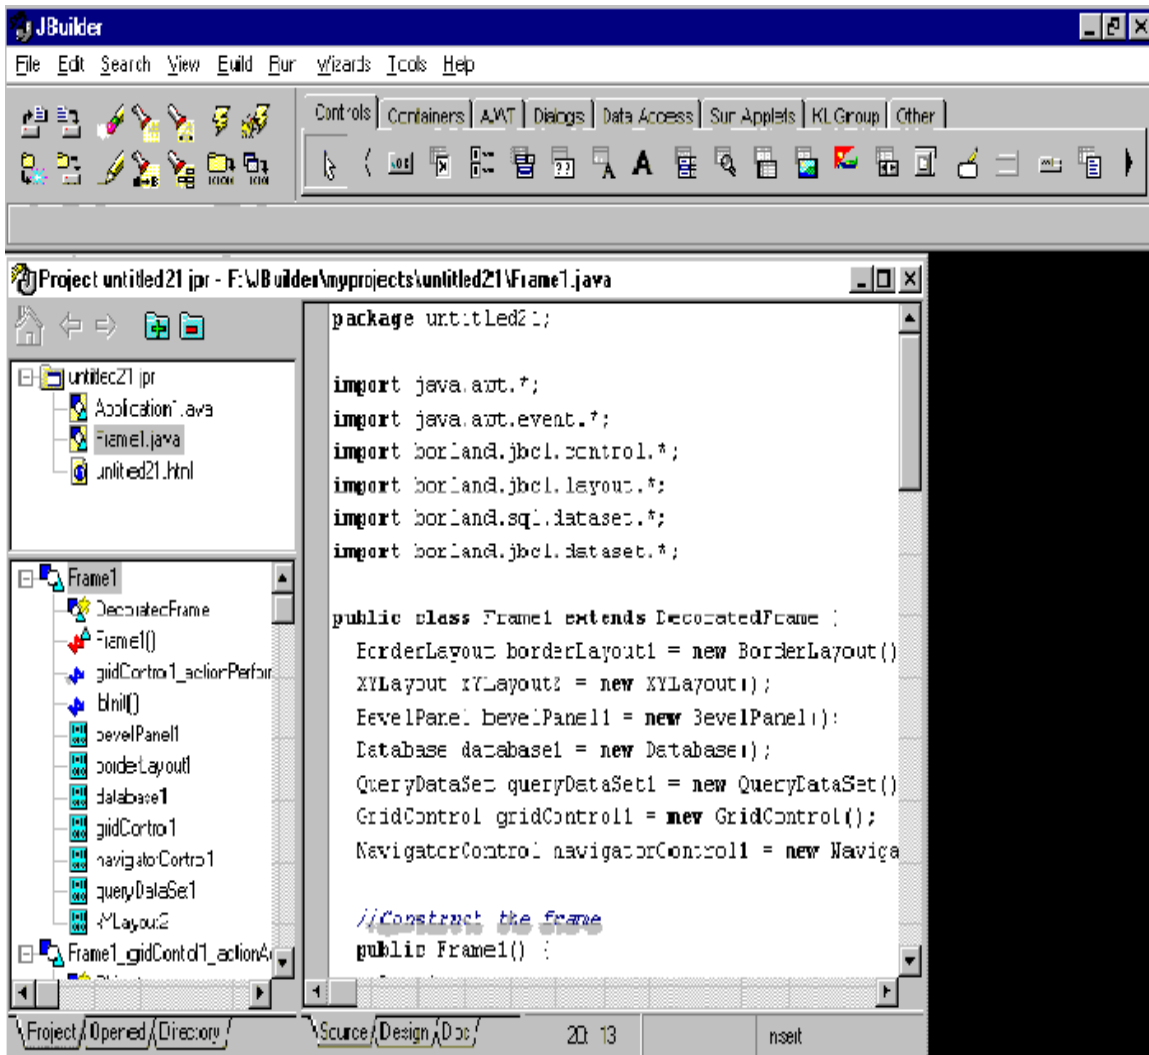 JBuilder
File Edit Search View Build Run Wizards Tools Help
Controls Containers AWT Dialogs Data Access Sun Applets KL Group Other
Project untitled21.jpr - F:\JBuilder\myprojects\untitled21\Frame1.java
untitled21.jpr
Application1.java
Frame1.java
untitled21.html
Frame1
DecoratedFrame
Frame1()
gridControl1_actionPerfor
jbInit()
bevelPanel1
borderLayout1
database1
gridControl1
navigatorControl1
queryDataSet1
xYLayout2
Frame1_gridControl1_actionA
package untitled21;
import java.awt.*;
import java.awt.event.*;
import borland.jbcl.control.*;
import borland.jbcl.layout.*;
import borland.sql.dataset.*;
import borland.jbcl.dataset.*;
public class Frame1 extends DecoratedFrame {
BorderLayout borderLayout1 = new BorderLayout()
XYLayout xYLayout2 = new XYLayout();
BevelPanel bevelPanel1 = new BevelPanel();
Database database1 = new Database();
QueryDataSet queryDataSet1 = new QueryDataSet()
GridControl gridControl1 = new GridControl();
NavigatorControl navigatorControl1 = new Naviga
//Construct the frame
public Frame1() {
Project Opened Directory
Source Design Doc
20: 13
Insert